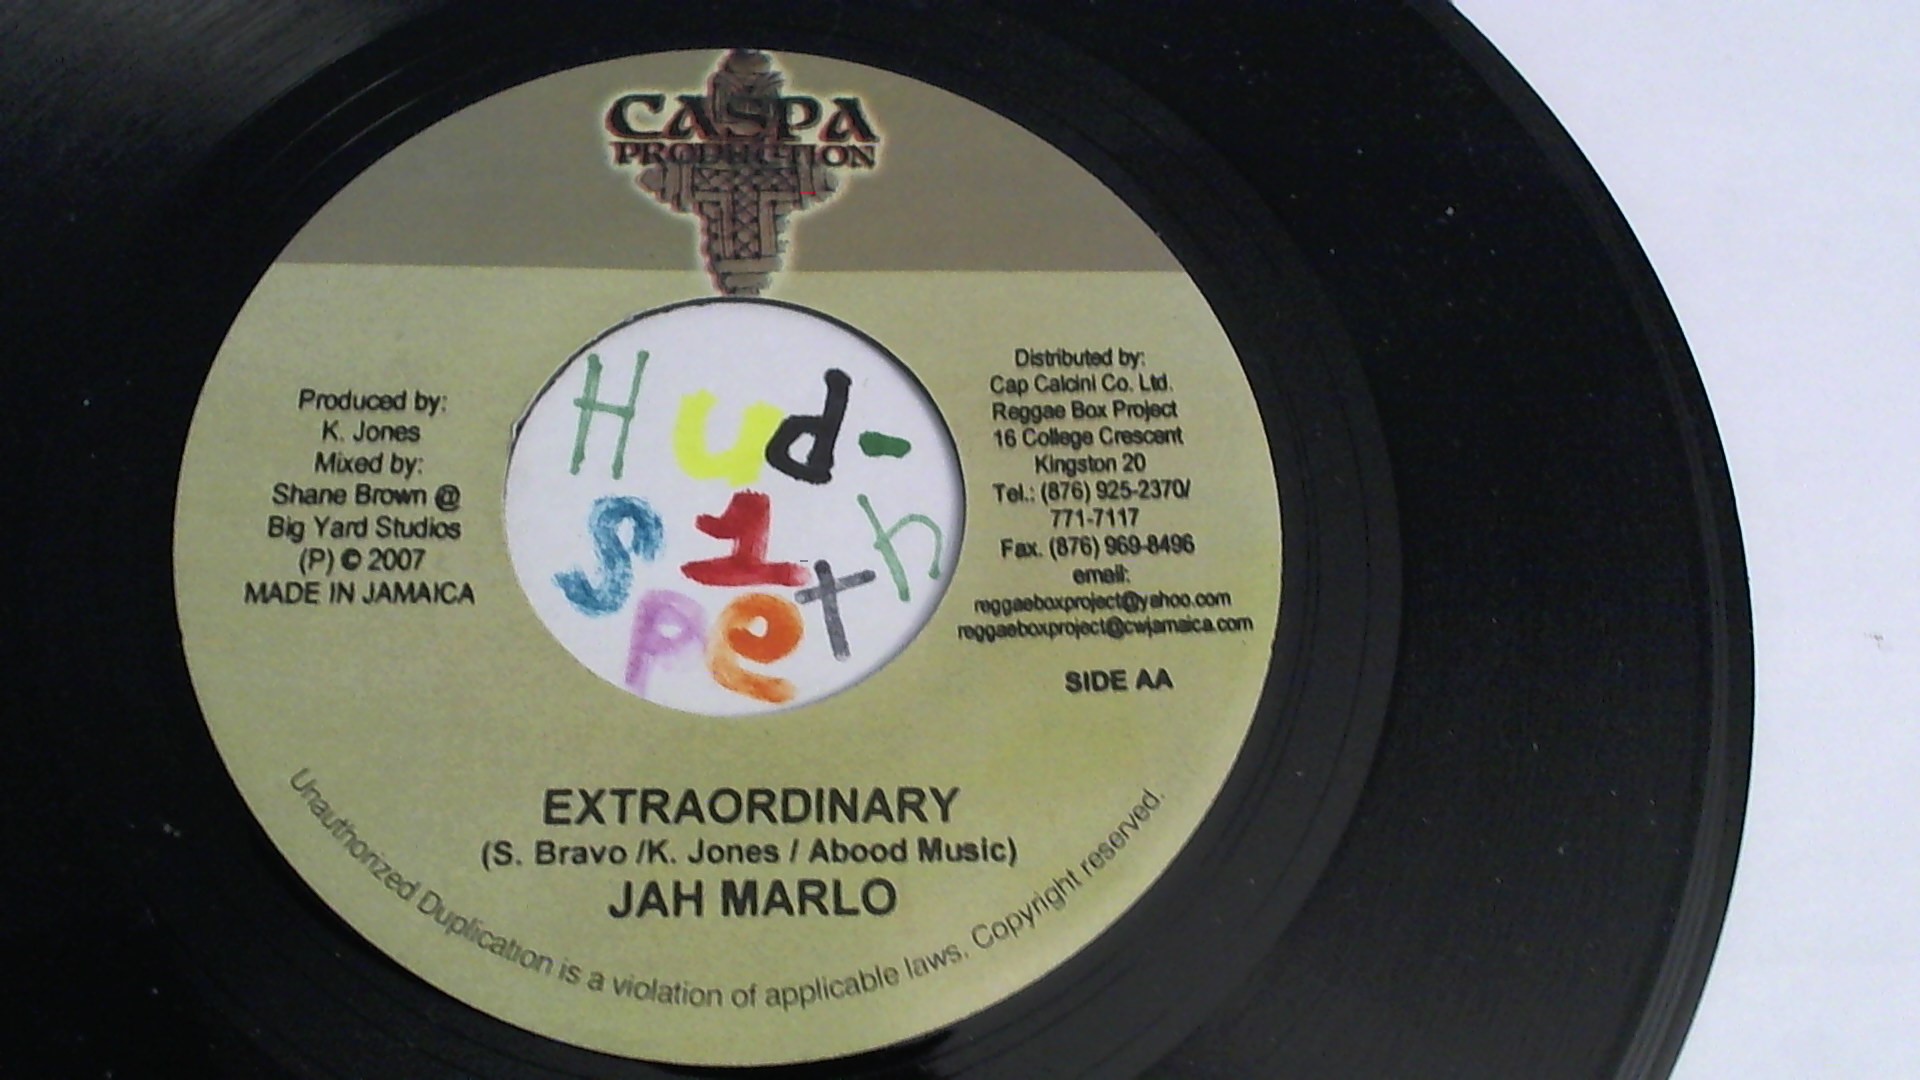 CASPA
PRODUCTION
Produced by:
K. Jones
Mixed by:
Shane Brown @
Big Yard Studios
(P) © 2007
MADE IN JAMAICA
Hud-
S1
peth
Distributed by:
Cap Calcini Co. Ltd.
Reggae Box Project
16 College Crescent
Kingston 20
Tel.: (876) 925-2370/
771-7117
Fax. (876) 969-8496
email:
reggaeboxproject@yahoo.com
reggaeboxproject@cwjamaica.com
SIDE AA
EXTRAORDINARY
(S. Bravo /K. Jones / Abood Music)
JAH MARLO
Unauthorized Duplication is a violation of applicable laws. Copyright reserved.